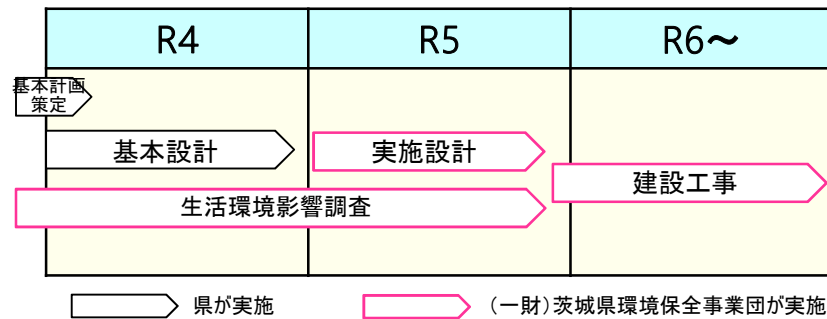 R4
R5
R6～
基本計画
策定
基本設計
実施設計
建設工事
生活環境影響調査
県が実施
（一財）茨城県環境保全事業団が実施